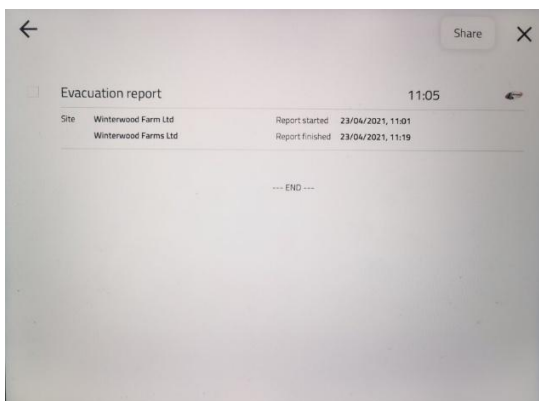 Share
Evacuation report 11:05
Site Winterwood Farm Ltd Report started 23/04/2021, 11:01
Winterwood Farms Ltd Report finished 23/04/2021, 11:19
--- END ---